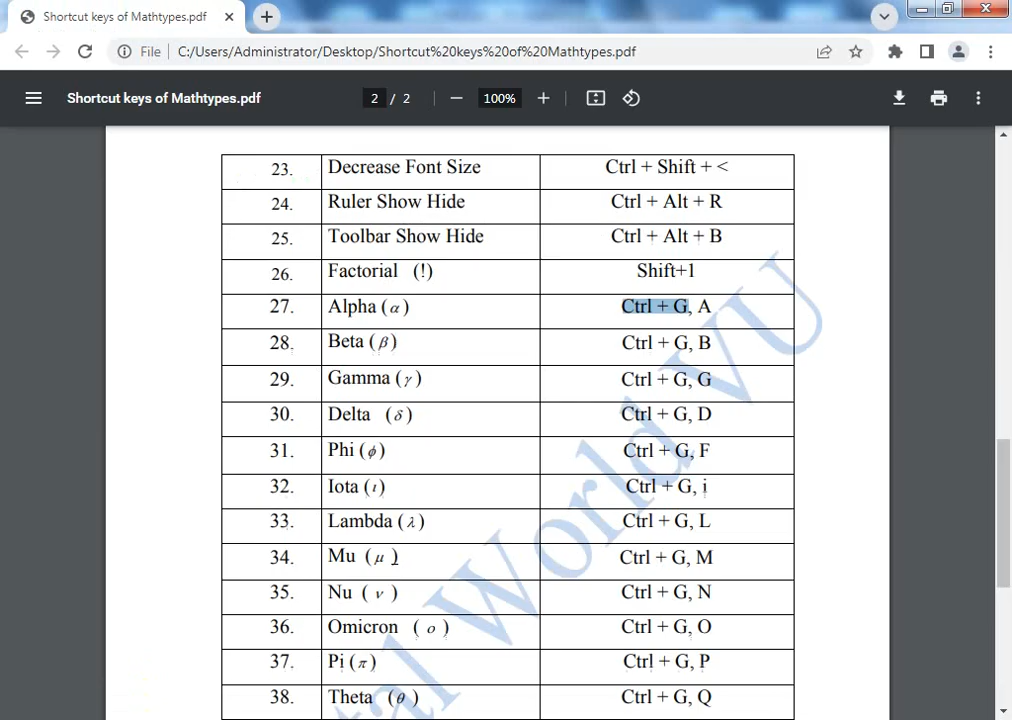 Shortcut keys of Mathtypes.pdf
File C:/Users/Administrator/Desktop/Shortcut%20keys%20of%20Mathtypes.pdf
Shortcut keys of Mathtypes.pdf 2 / 2 100%
23. Decrease Font Size Ctrl + Shift + <
24. Ruler Show Hide Ctrl + Alt + R
25. Toolbar Show Hide Ctrl + Alt + B
26. Factorial (!) Shift+1
27. Alpha (α) Ctrl + G, A
28. Beta (β) Ctrl + G, B
29. Gamma (γ) Ctrl + G, G
30. Delta (δ) Ctrl + G, D
31. Phi (ϕ) Ctrl + G, F
32. Iota (ι) Ctrl + G, i
33. Lambda (λ) Ctrl + G, L
34. Mu (μ) Ctrl + G, M
35. Nu (ν) Ctrl + G, N
36. Omicron (ο) Ctrl + G, O
37. Pi (π) Ctrl + G, P
38. Theta (θ) Ctrl + G, Q
tal World VU